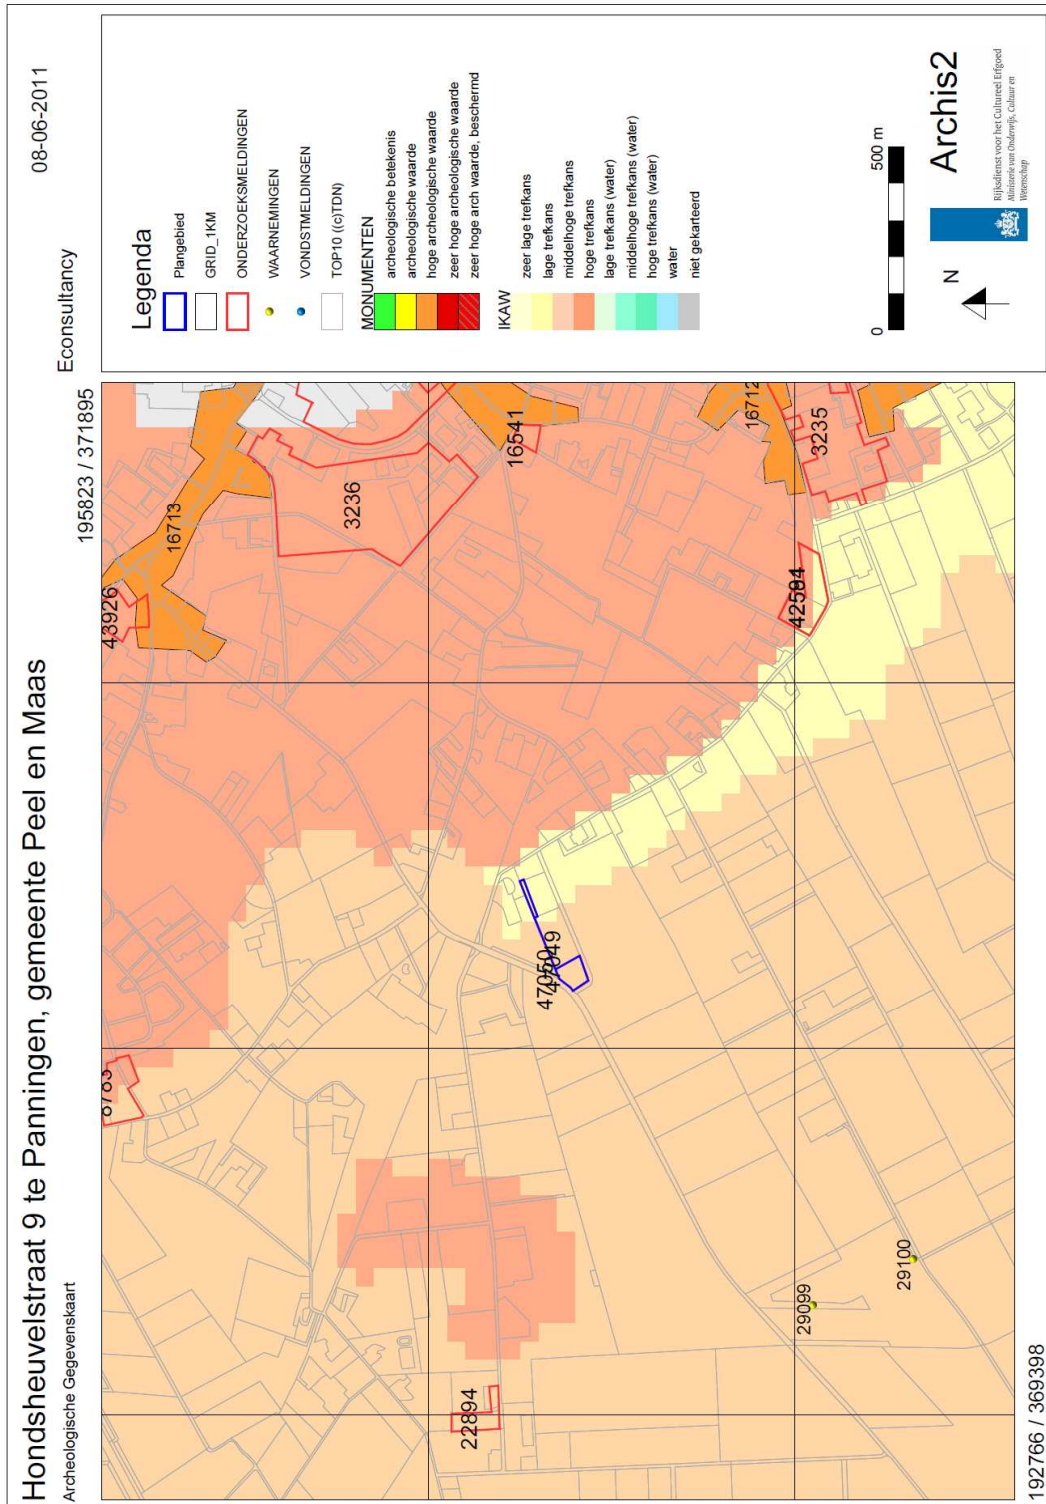 Hondsheuvelstraat 9 te Panningen, gemeente Peel en Maas
Archeologische Gegevenskaart
Econsultancy
08-06-2011
195823 / 371895
43926
16713
3236
16541
16712
3235
8783
47050
22894
29099
29100
192766 / 369398
Legenda
Plangebied
GRID_1KM
ONDERZOEKSMELDINGEN
WAARNEMINGEN
VONDSTMELDINGEN
TOP10 ((c)TDN)
MONUMENTEN
archeologische betekenis
archeologische waarde
hoge archeologische waarde
zeer hoge archeologische waarde
zeer hoge arch waarde, beschermd
IKAW
zeer lage trefkans
lage trefkans
middelhoge trefkans
hoge trefkans
lage trefkans (water)
middelhoge trefkans (water)
hoge trefkans (water)
water
niet gekarteerd
0
500 m
N
Archis2
Rijksdienst voor het Cultureel Erfgoed
Ministerie van Onderwijs, Cultuur en
Wetenschap